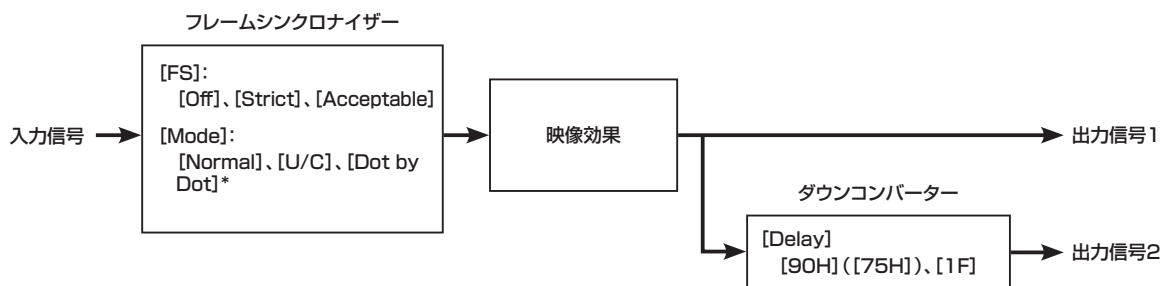 フレームシンクロナイザー
[FS]:
[Off]、[Strict]、[Acceptable]
[Mode]:
[Normal]、[U/C]、[Dot by
Dot]*
入力信号
映像効果
出力信号1
ダウンコンバーター
[Delay]
[90H]([75H])、[1F]
出力信号2